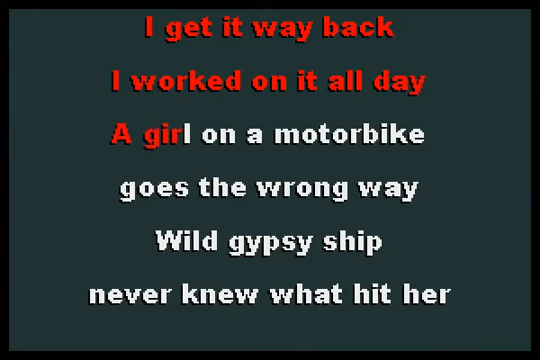 I get it way back
I worked on it all day
A girl on a motorbike
goes the wrong way
Wild gypsy ship
never knew what hit her